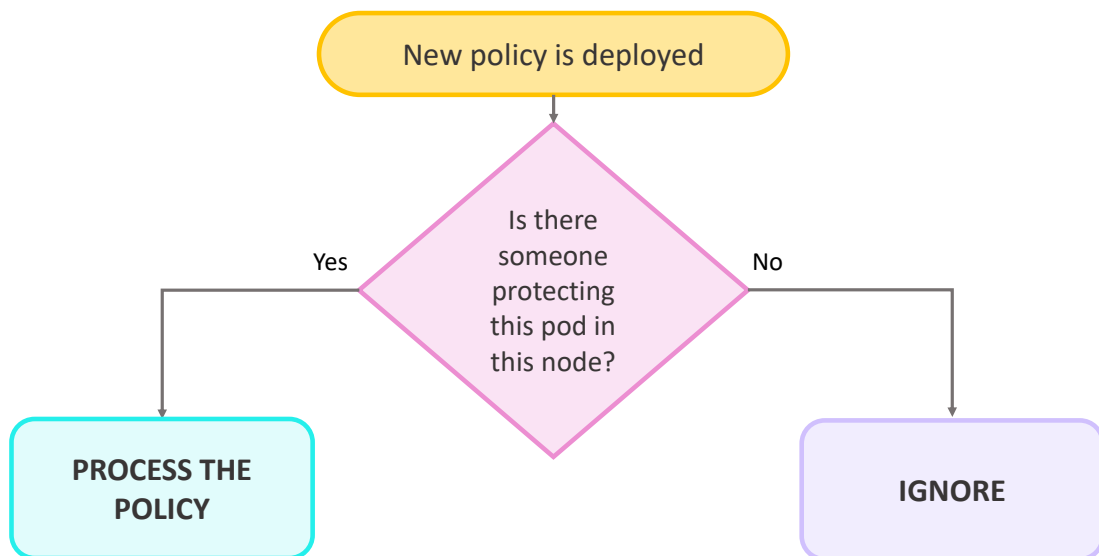 New policy is deployed
Is there
someone
protecting
this pod in
this node?
Yes
No
PROCESS THE
POLICY
IGNORE